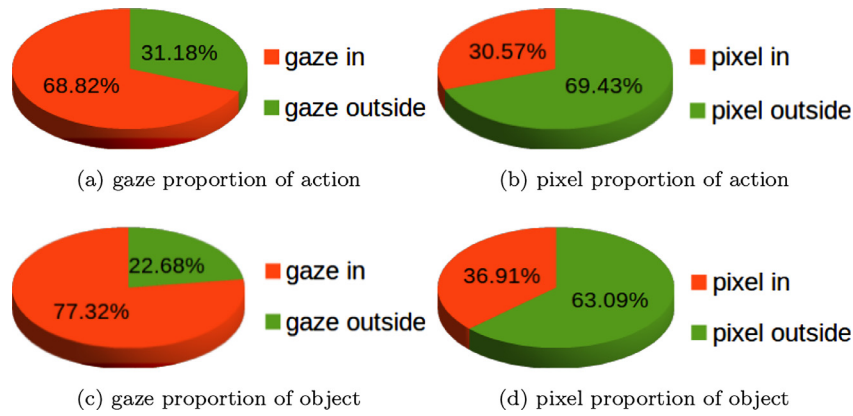 31.18%
68.82%
gaze in
gaze outside
30.57%
69.43%
pixel in
pixel outside
(a) gaze proportion of action
(b) pixel proportion of action
22.68%
77.32%
gaze in
gaze outside
36.91%
63.09%
pixel in
pixel outside
(c) gaze proportion of object
(d) pixel proportion of object